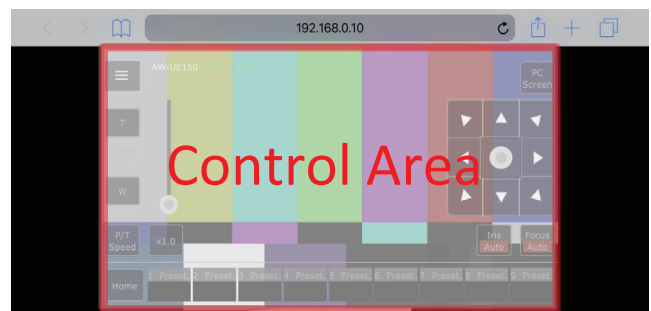 192.168.0.10
AW-UE150
PC
Screen
T
W
Control Area
P/T
Speed
x1.0
Iris
Auto
Focus
Auto
Home
1 Preset. 2 Preset. 3 Preset. 4 Preset. 5 Preset. 6 Preset. 7 Preset. 8 Preset. 9 Preset.